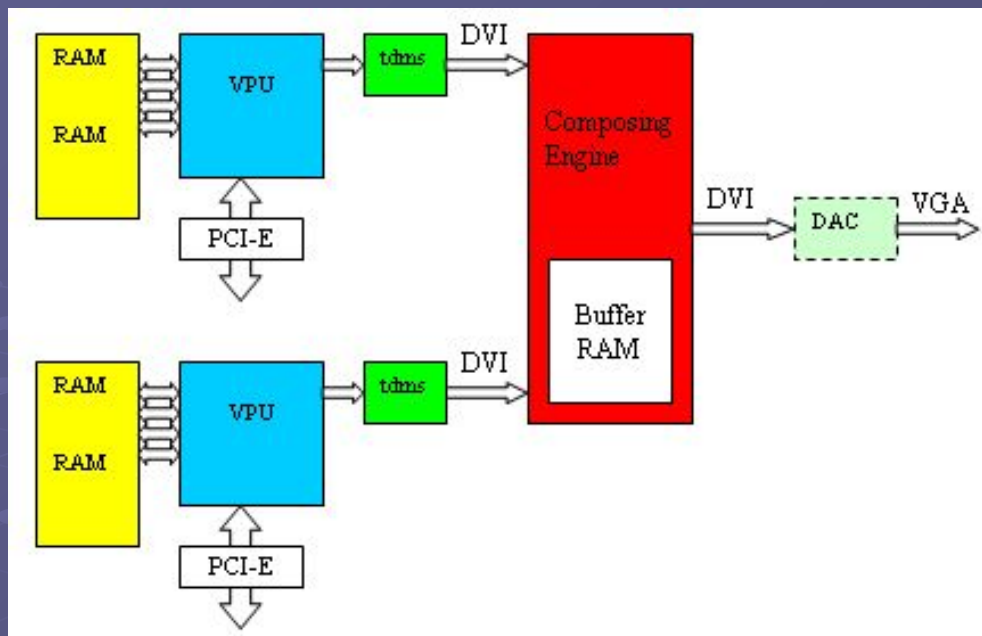 RAM
RAM
VPU
tdms
DVI
PCI-E
Composing
Engine
Buffer
RAM
DVI
DAC
VGA
RAM
RAM
VPU
tdms
DVI
PCI-E